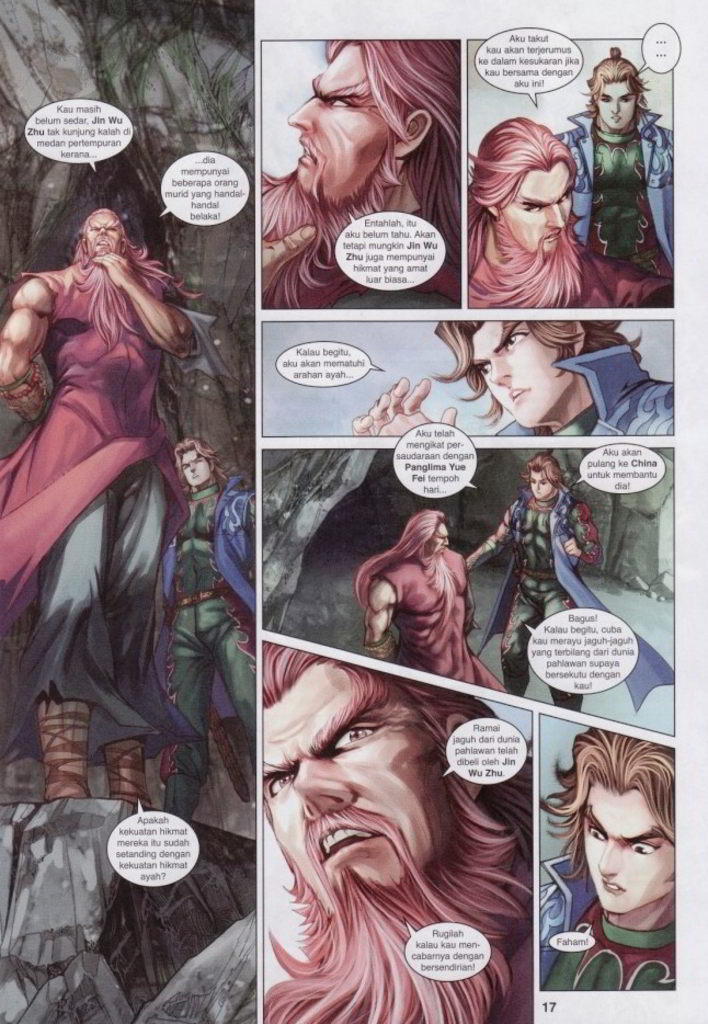 Kau masih
belum sedar, Jin Wu
Zhu tak kunjung kalah di
medan pertempuran
kerana...
...dia
mempunyai
beberapa orang
murid yang handal-
handal
belaka!
Apakah
kekuatan hikmat
mereka itu sudah
setanding dengan
kekuatan hikmat
ayah?
Entahlah, itu
aku belum tahu. Akan
tetapi mungkin Jin Wu
Zhu juga mempunyai
hikmat yang amat
luar biasa...
Aku takut
kau akan terjerumus
ke dalam kesukaran jika
kau bersama dengan
aku ini!
...
...
Kalau begitu,
aku akan mematuhi
arahan ayah...
Aku telah
mengikat per-
saudaraan dengan
Panglima Yue
Fei tempoh
hari...
Aku akan
pulang ke China
untuk membantu
dia!
Bagus!
Kalau begitu, cuba
kau merayu jaguh-jaguh
yang terbilang dari dunia
pahlawan supaya
bersekutu dengan
kau!
Ramai
jaguh dari dunia
pahlawan telah
dibeli oleh Jin
Wu Zhu.
Rugilah
kalau kau men-
cabarnya dengan
bersendirian!
Faham!
17